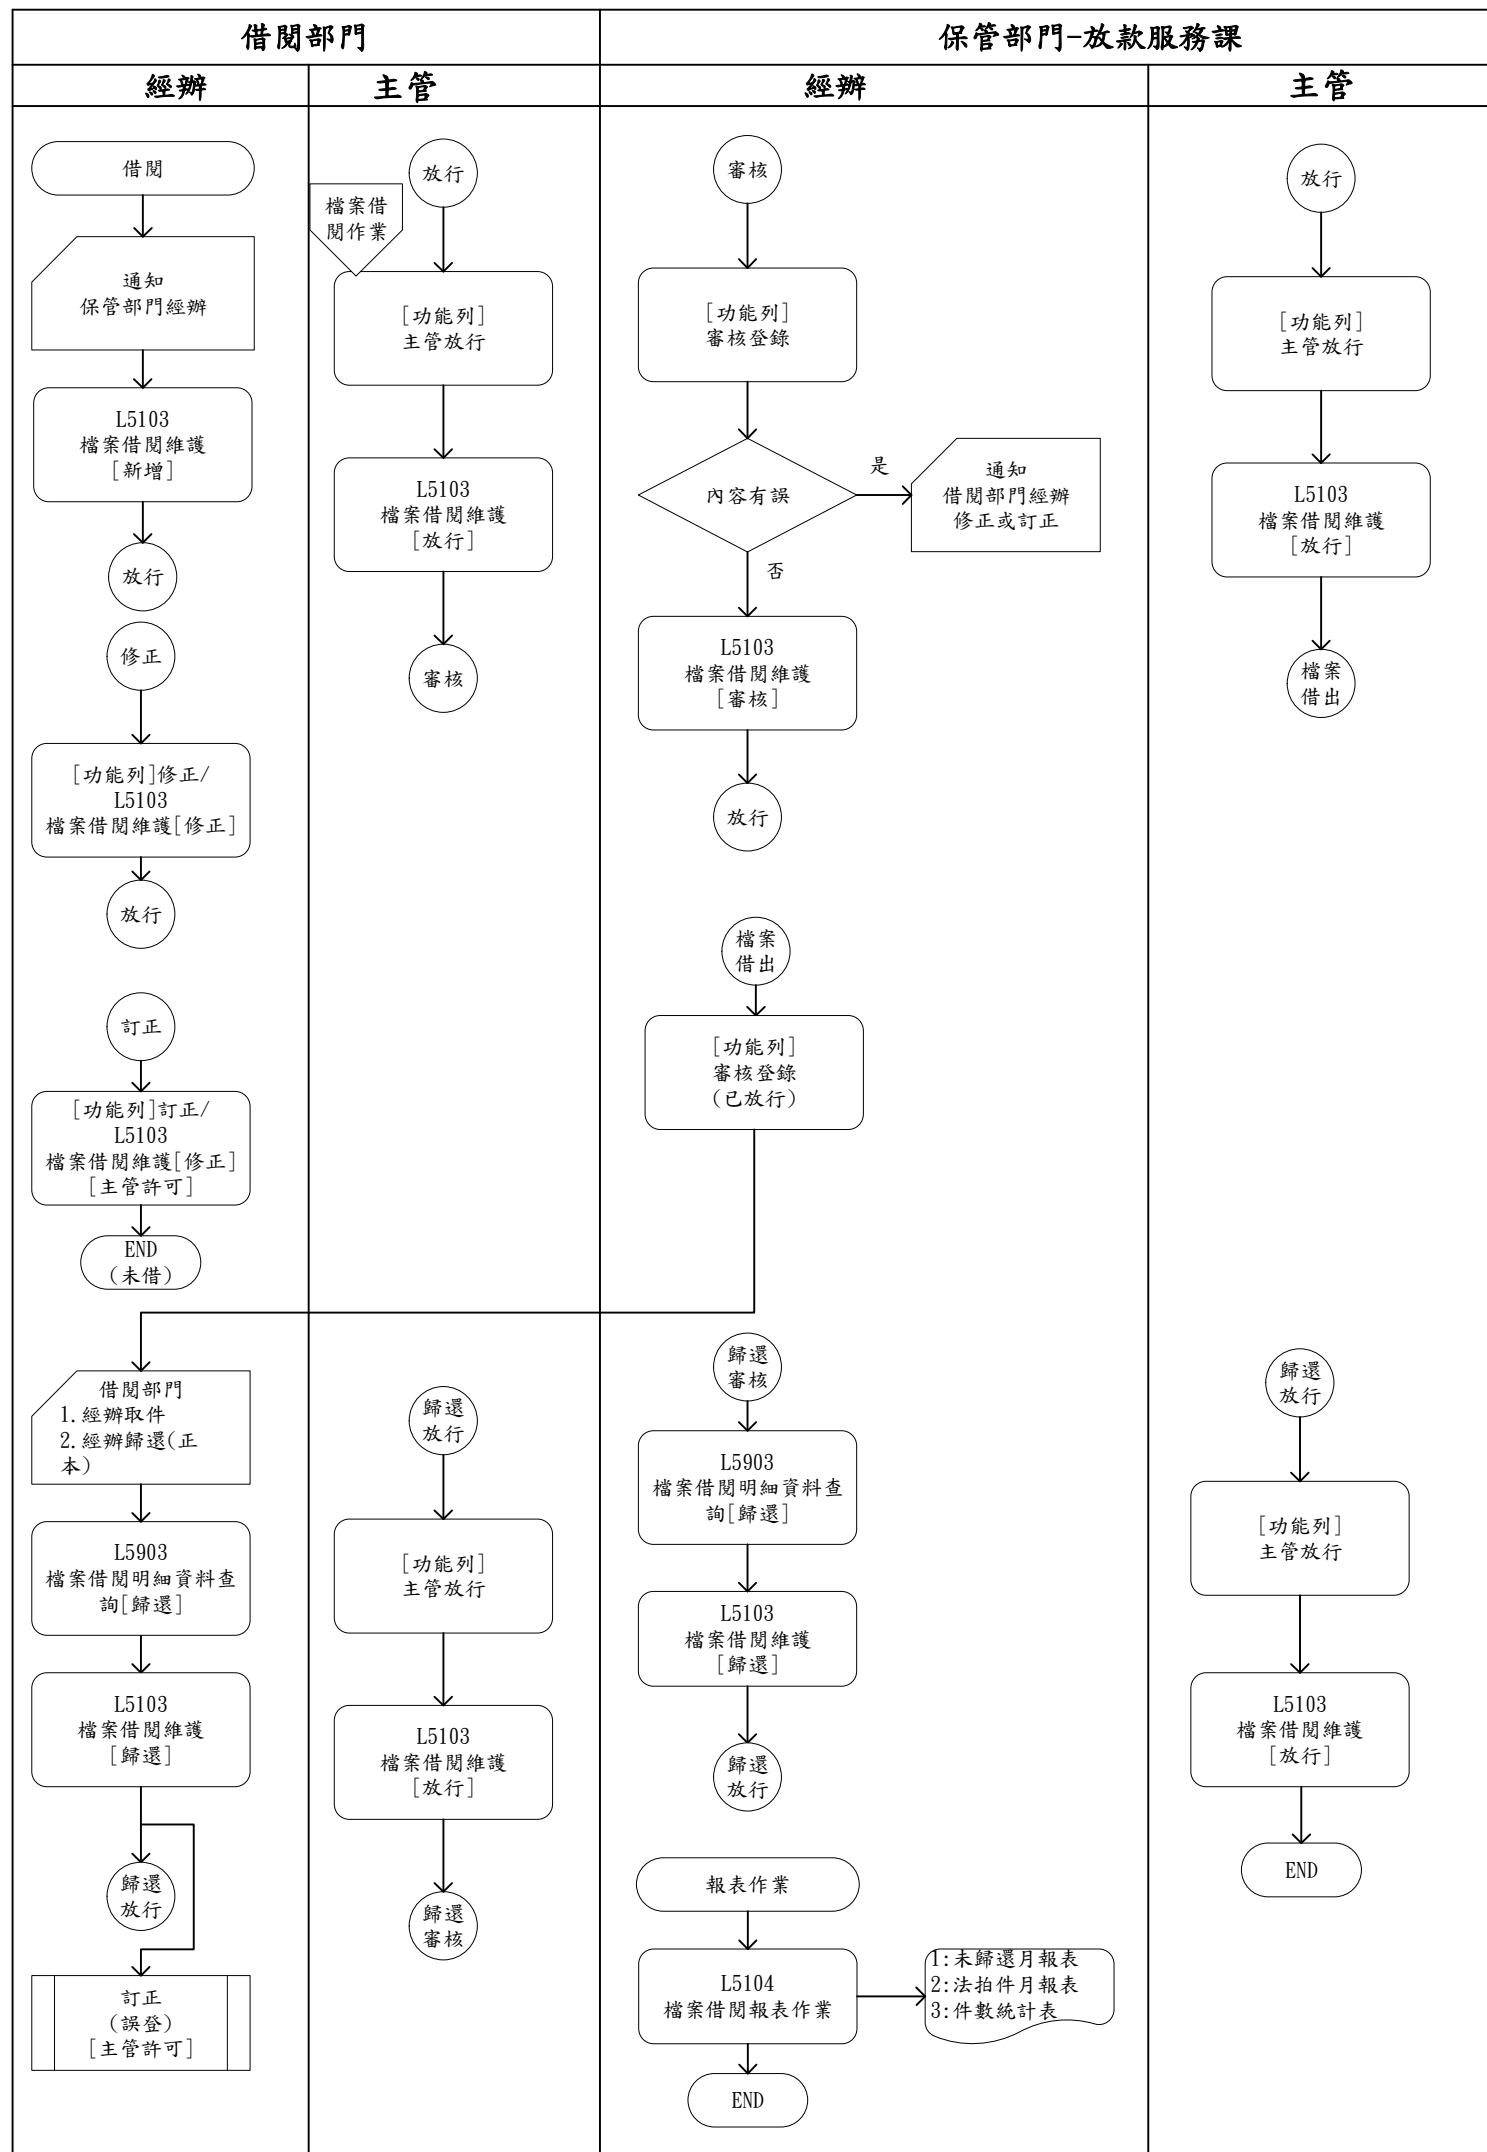 借閱部門
保管部門-放款服務課
經辦
主管
經辦
主管
借閱
通知
保管部門經辦
L5103
檔案借閱維護
[新增]
放行
修正
[功能列]修正/
L5103
檔案借閱維護[修正]
放行
訂正
[功能列]訂正/
L5103
檔案借閱維護[修正]
[主管許可]
END
(未借)
借閱部門
1.經辦取件
2.經辦歸還(正
本)
L5903
檔案借閱明細資料查
詢[歸還]
L5103
檔案借閱維護
[歸還]
歸還
放行
訂正
(誤登)
[主管許可]
檔案借
閱作業
放行
[功能列]
主管放行
L5103
檔案借閱維護
[放行]
審核
歸還
放行
[功能列]
主管放行
L5103
檔案借閱維護
[放行]
歸還
審核
審核
[功能列]
審核登錄
內容有誤
是
通知
借閱部門經辦
修正或訂正
否
L5103
檔案借閱維護
[審核]
放行
檔案
借出
[功能列]
審核登錄
(已放行)
歸還
審核
L5903
檔案借閱明細資料查
詢[歸還]
L5103
檔案借閱維護
[歸還]
歸還
放行
報表作業
L5104
檔案借閱報表作業
1:未歸還月報表
2:法拍件月報表
3:件數統計表
END
放行
[功能列]
主管放行
L5103
檔案借閱維護
[放行]
檔案
借出
歸還
放行
[功能列]
主管放行
L5103
檔案借閱維護
[放行]
END